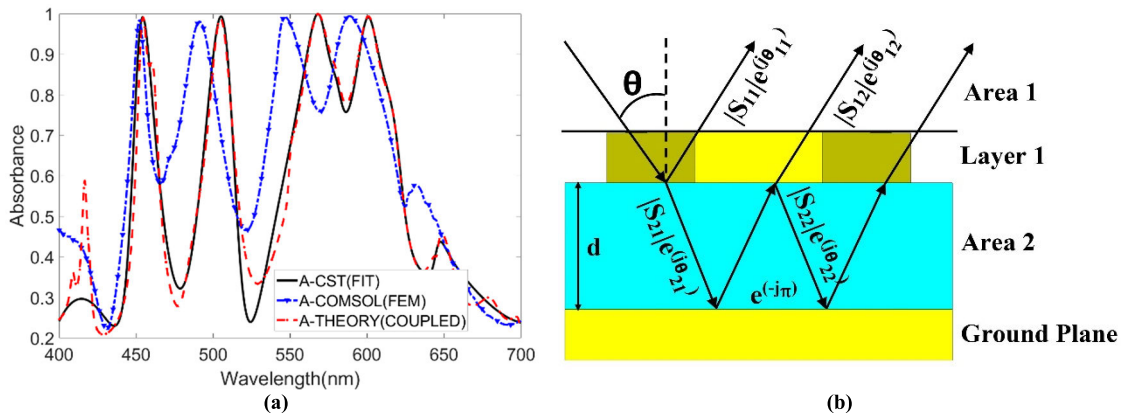 1
0.9
0.8
0.7
0.6
0.5
0.4
0.3
0.2
Absorbance
A-CST(FIT)
A-COMSOL(FEM)
A-THEORY(COUPLED)
400 450 500 550 600 650 700
Wavelength(nm)
(a)
θ
|S11|e(jθ11)
|S12|e(jθ12)
Area 1
Layer 1
|S21|e(jθ21)
|S22|e(jθ22)
d
e(-jπ)
Area 2
Ground Plane
(b)